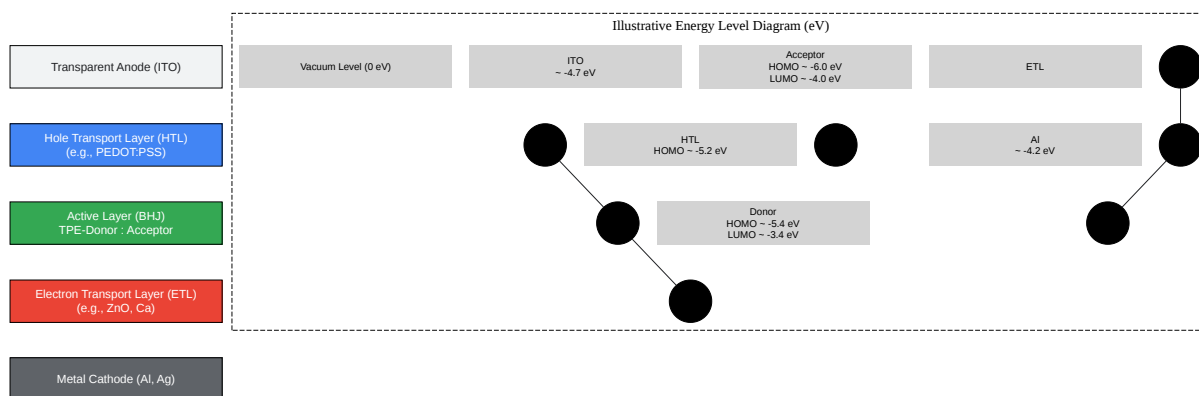 Illustrative Energy Level Diagram (eV)
Transparent Anode (ITO)
Vacuum Level (0 eV)
ITO
~ -4.7 eV
Acceptor
HOMO ~ -6.0 eV
LUMO ~ -4.0 eV
ETL
Hole Transport Layer (HTL)
(e.g., PEDOT:PSS)
HTL
HOMO ~ -5.2 eV
Al
~ -4.2 eV
Active Layer (BHJ)
TPE-Donor : Acceptor
Donor
HOMO ~ -5.4 eV
LUMO ~ -3.4 eV
Electron Transport Layer (ETL)
(e.g., ZnO, Ca)
Metal Cathode (Al, Ag)